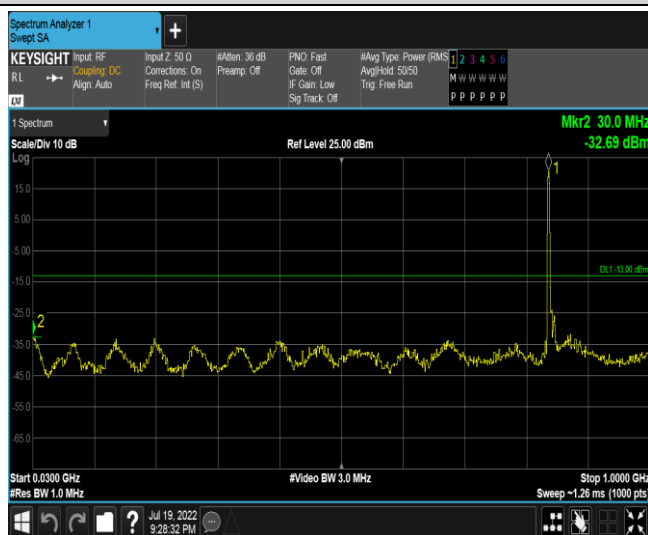 Spectrum Analyzer 1
Swept SA
+
KEYSIGHT
RL
Input: RF
Coupling: DC
Align: Auto
Input Z: 50 Ω
Corrections: On
Freq Ref: Int (S)
#Atten: 36 dB
Preamp: Off
PNO: Fast
Gate: Off
IF Gain: Low
Sig Track: Off
#Avg Type: Power (RMS
Avg|Hold: 50/50
Trig: Free Run
1 2 3 4 5 6
M W W W W W
P P P P P P
LXI
1 Spectrum
Mkr2 30.0 MHz
-32.69 dBm
Scale/Div 10 dB
Ref Level 25.00 dBm
Log
15.0
5.00
-5.00
-15.0
-25.0
-35.0
-45.0
-55.0
-65.0
1
DL1 -13.00 dBm
2
Start 0.0300 GHz
#Video BW 3.0 MHz
Stop 1.0000 GHz
#Res BW 1.0 MHz
Sweep ~1.26 ms (1000 pts)
?
Jul 19, 2022
9:28:32 PM